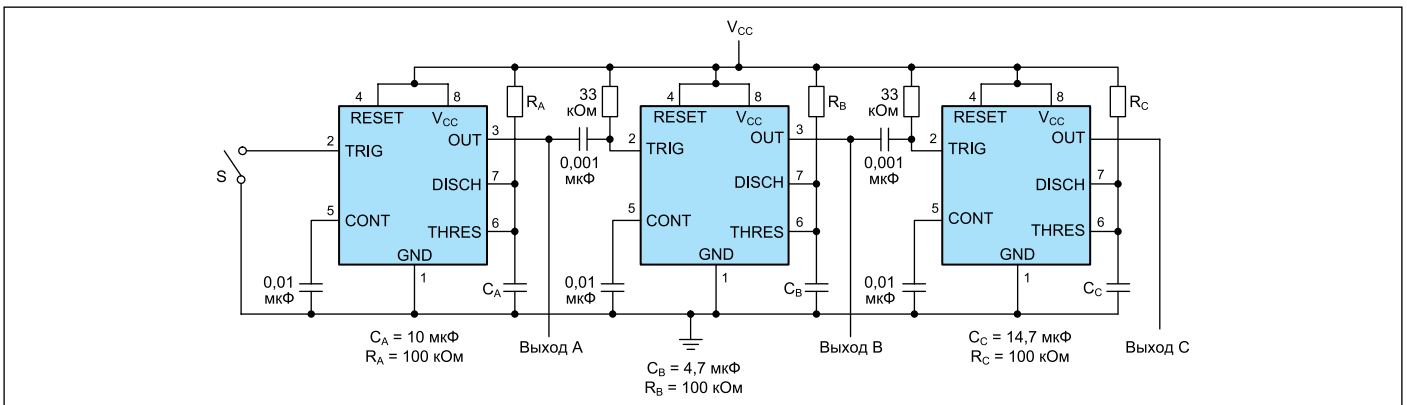 V_CC
4
8
RESET
V_CC
3
OUT
2
TRIG
7
DISCH
5
CONT
6
THRES
GND
1
S
0,01
мкФ
R_A
C_A
33
кОм
0,001
мкФ
4
8
RESET
V_CC
3
OUT
2
TRIG
7
DISCH
5
CONT
6
THRES
GND
1
0,01
мкФ
R_B
C_B
33
кОм
0,001
мкФ
4
8
RESET
V_CC
3
OUT
2
TRIG
7
DISCH
5
CONT
6
THRES
GND
1
0,01
мкФ
R_C
C_C
C_A = 10 мкФ
R_A = 100 кОм
Выход А
C_B = 4,7 мкФ
R_B = 100 кОм
Выход В
C_C = 14,7 мкФ
R_C = 100 кОм
Выход С